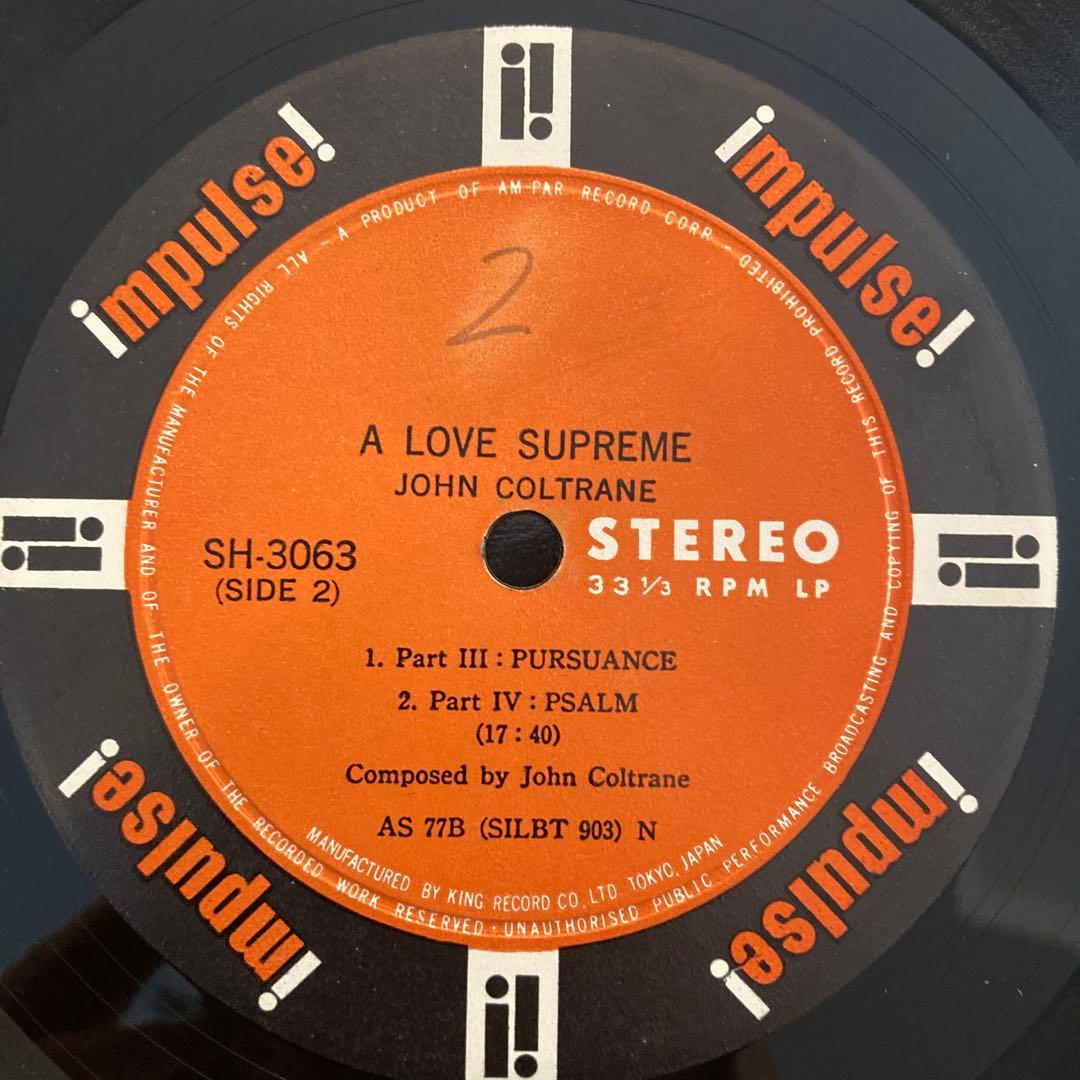 impulse!
impulse!
A PRODUCT OF AM-PAR RECORD CORR · ALL RIGHTS OF THE MANUFACTURER AND OF THE OWNER OF THE RECORDED WORK RESERVED · UNAUTHORISED PUBLIC PERFORMANCE BROADCASTING AND COPYING OF THIS RECORD PROHIBITED
2
A LOVE SUPREME
JOHN COLTRANE
SH-3063
(SIDE 2)
STEREO
33 1/3 RPM LP
1. Part III : PURSUANCE
2. Part IV : PSALM
(17 : 40)
Composed by John Coltrane
AS 77B (SILBT 903) N
MANUFACTURED BY KING RECORD CO., LTD. TOKYO, JAPAN
impulse!
impulse!